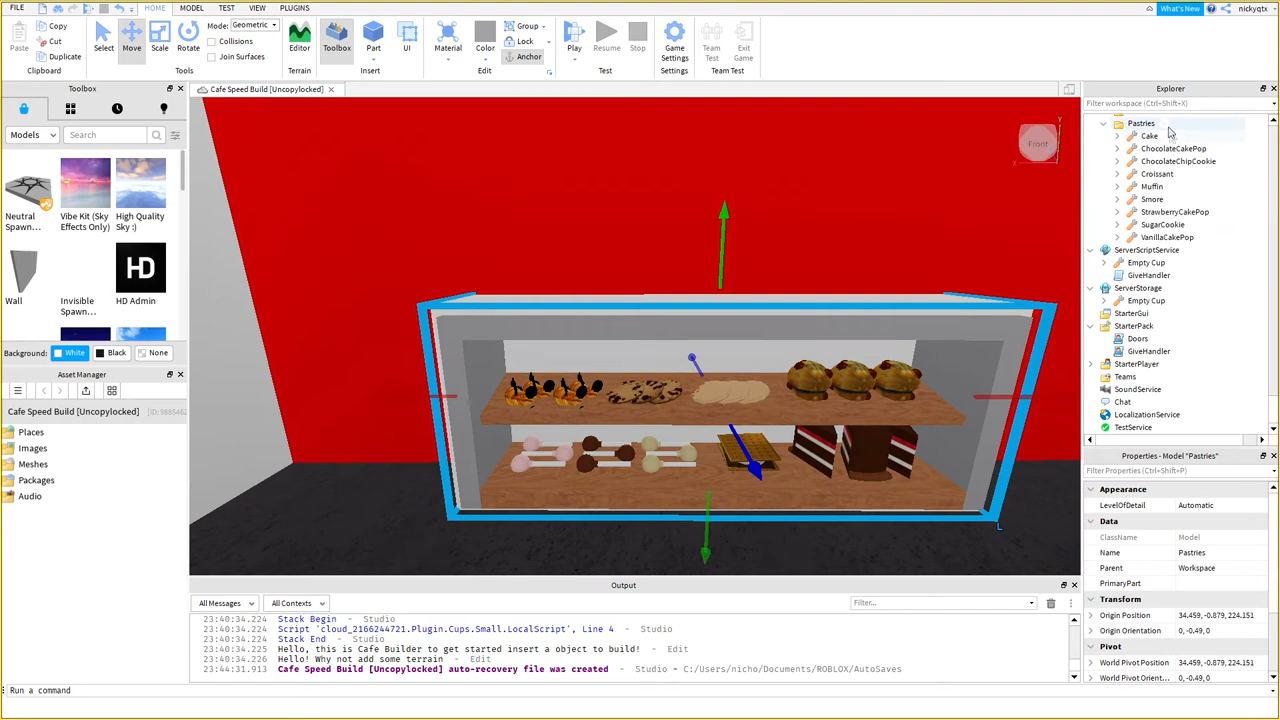 FILE HOME MODEL TEST VIEW PLUGINS What's New nickyqtx
Paste Copy Cut Duplicate Clipboard
Select Move Scale Rotate Tools
Mode: Geometric Collisions Join Surfaces
Editor Terrain
Toolbox Part UI Insert
Material Color Group Lock Anchor Edit
Play Resume Stop Test
Game Settings Settings
Team Test Exit Game Team Test
Toolbox
Models Search
Neutral Spawn... Vibe Kit (Sky Effects Only) High Quality Sky :)
Wall Invisible Spawn... HD HD Admin
Background: White Black None
Asset Manager
Cafe Speed Build [Uncopylocked]
Places
Images
Meshes
Packages
Audio
Cafe Speed Build [Uncopylocked]
Front
Y
Output
All Messages All Contexts Filter...
Stack Begin - Studio
23:40:34.224 Script 'cloud_2166244721.Plugin.Cups.Small.LocalScript', Line 4 - Studio
23:40:34.224 Stack End - Studio
23:40:34.224 Hello, this is Cafe Builder to get started insert a object to build! - Edit
23:40:34.224 Hello! Why not add some terrain - Edit
23:44:31.913 Cafe Speed Build [Uncopylocked] auto-recovery file was created - Studio - C:/Users/nicho/Documents/ROBLOX/AutoSaves
Run a command
Explorer
Filter workspace (Ctrl+Shift+X)
Pastries
Cake
ChocolateCakePop
ChocolateChipCookie
Croissant
Muffin
Smore
StrawberryCakePop
SugarCookie
VanillaCakePop
ServerScriptService
Empty Cup
GiveHandler
ServerStorage
Empty Cup
StarterGui
StarterPack
Doors
GiveHandler
StarterPlayer
Teams
SoundService
Chat
LocalizationService
TestService
Properties - Model "Pastries"
Filter Properties (Ctrl+Shift+P)
Appearance
LevelOfDetail Automatic
Data
ClassName Model
Name Pastries
Parent Workspace
PrimaryPart
Transform
Origin Position 34.459, -0.879, 224.151
Origin Orientation 0, -0.49, 0
Pivot
World Pivot Position 34.459, -0.879, 224.151
World Pivot Orient... 0, -0.49, 0